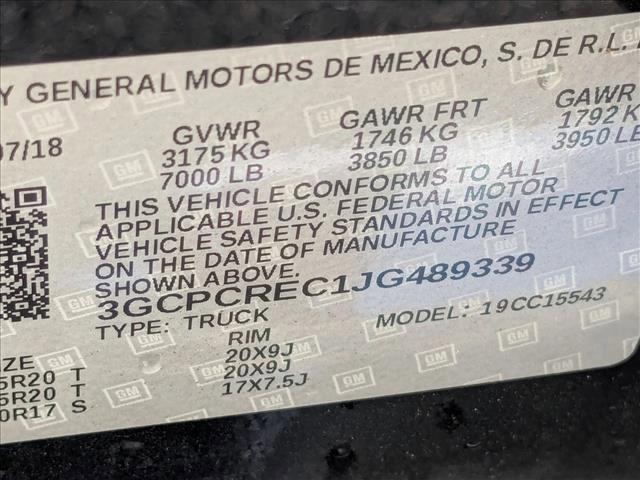 Y GENERAL MOTORS DE MEXICO, S. DE R.L.
07/18 GVWR GAWR FRT GAWR
3175 KG 1746 KG 1792 K
7000 LB 3850 LB 3950 LB
THIS VEHICLE CONFORMS TO ALL
APPLICABLE U.S. FEDERAL MOTOR
VEHICLE SAFETY STANDARDS IN EFFECT
ON THE DATE OF MANUFACTURE
SHOWN ABOVE.
3GCPCREC1JG489339
TYPE: TRUCK MODEL: 19CC15543
ZE RIM
5R20 T 20X9J
5R20 T 20X9J
0R17 S 17X7.5J